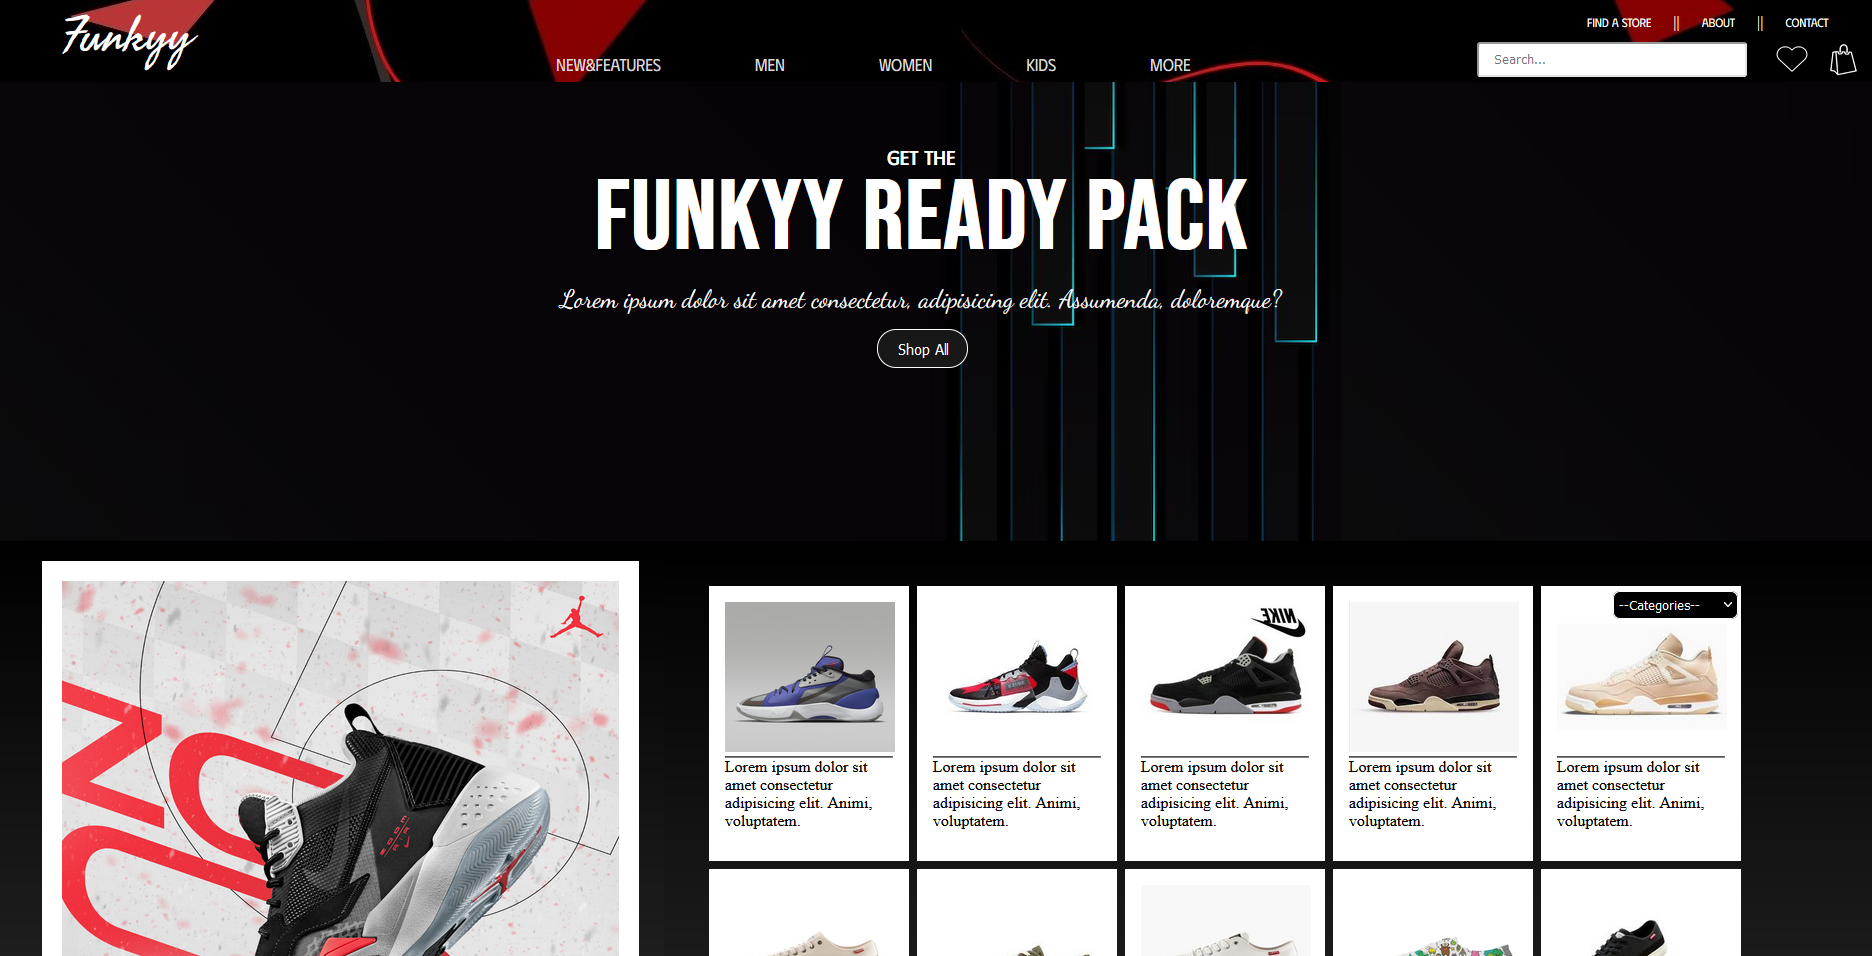 Funkyy
FIND A STORE || ABOUT || CONTACT
NEW&FEATURES MEN WOMEN KIDS MORE
Search...
GET THE
FUNKYY READY PACK
Lorem ipsum dolor sit amet consectetur, adipisicing elit. Assumenda, doloremque?
Shop All
--Categories--
NIKE
Lorem ipsum dolor sit
amet consectetur
adipisicing elit. Animi,
voluptatem.
Lorem ipsum dolor sit
amet consectetur
adipisicing elit. Animi,
voluptatem.
Lorem ipsum dolor sit
amet consectetur
adipisicing elit. Animi,
voluptatem.
Lorem ipsum dolor sit
amet consectetur
adipisicing elit. Animi,
voluptatem.
Lorem ipsum dolor sit
amet consectetur
adipisicing elit. Animi,
voluptatem.
ZOOM
AIR